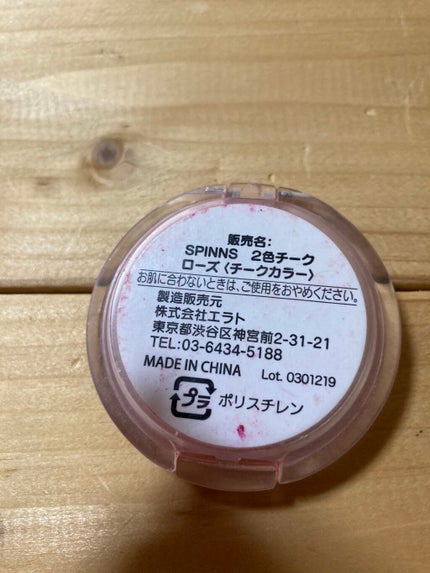 販売名:
SPINNS 2色チーク
ローズ〈チークカラー〉
お肌に合わないときは、ご使用をおやめください。
製造販売元
株式会社エラト
東京都渋谷区神宮前2-31-21
TEL:03-6434-5188
MADE IN CHINA Lot. 0301219
プラ ポリスチレン